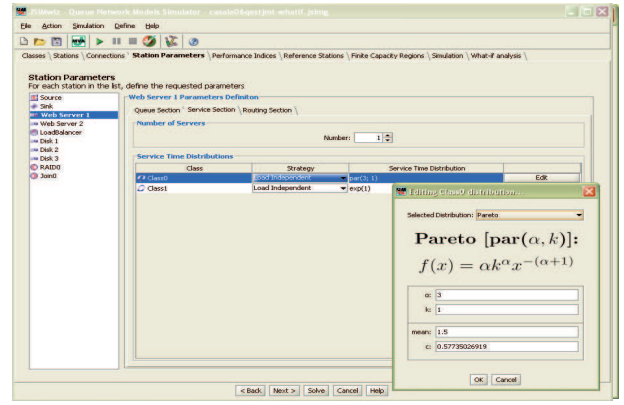 JSIMwiz - Queue Network Models Simulator -
File Action Simulation Define Help
Classes Stations Connections Station Parameters Performance Indices Reference Stations Finite Capacity Regions Simulation What-if analysis
Station Parameters
For each station in the list, define the requested parameters
Source
Sink
Web Server 1
Web Server 2
LoadBalancer
Disk 1
Disk 2
Disk 3
RAID0
Join0
Web Server 1 Parameters Definiton
Queue Section Service Section Routing Section
Number of Servers
Number: 1
Service Time Distributions
Class Strategy Service Time Distribution
Class0 Load Independent par(3; 1) Edit
Class1 Load Independent exp(1)
Editing Class0 distribution...
Selected Distribution: Pareto
Pareto [par(α, k)]:
f(x) = αk^α x^−(α+1)
α: 3
k: 1
mean: 1.5
c: 0.57735026919
OK Cancel
< Back Next > Solve Cancel Help